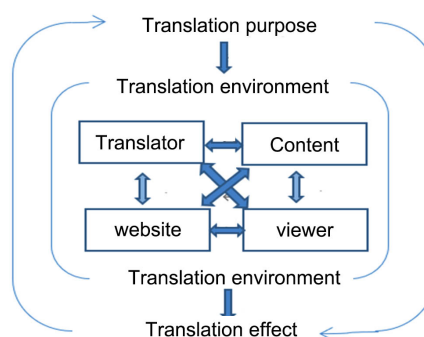 Translation purpose
Translation environment
Translator
Content
website
viewer
Translation environment
Translation effect